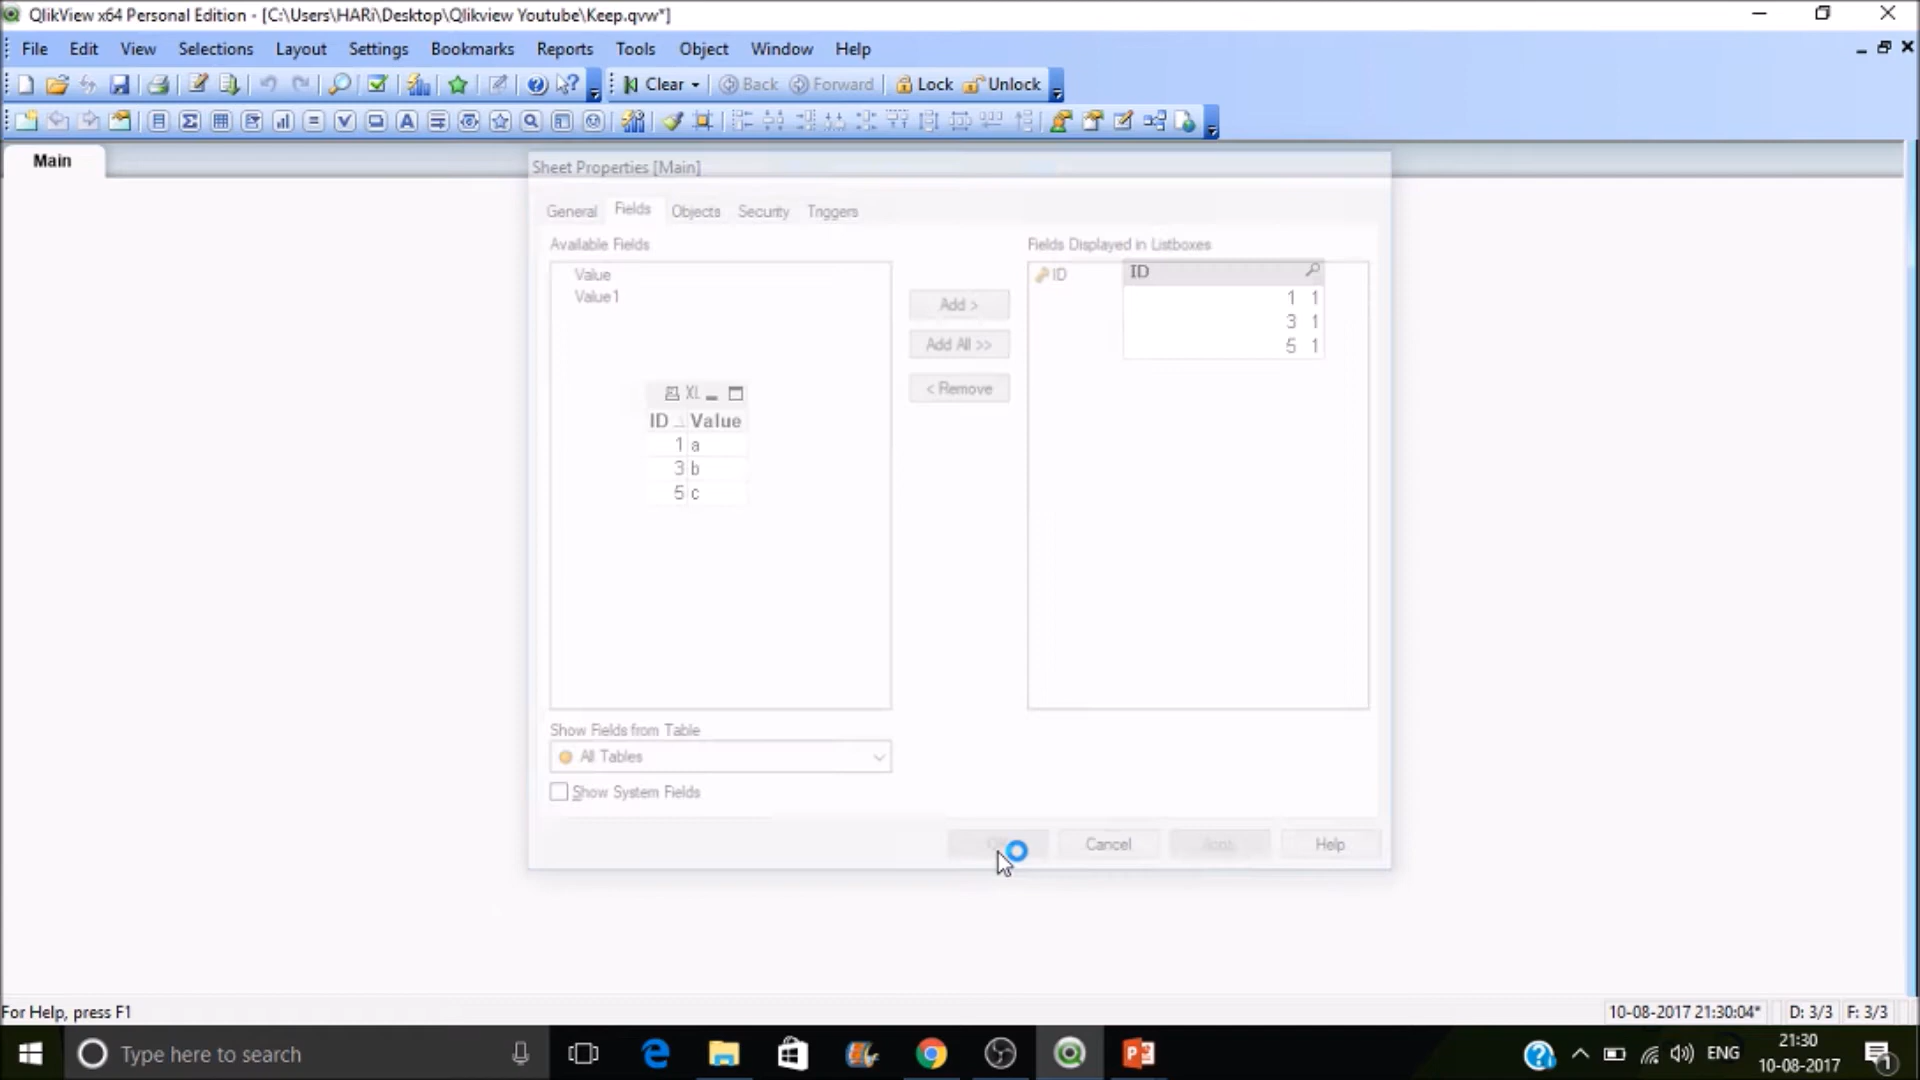 QlikView x64 Personal Edition - [C:\Users\HARi\Desktop\Qlikview Youtube\Keep.qvw*]
File Edit View Selections Layout Settings Bookmarks Reports Tools Object Window Help
Clear Back Forward Lock Unlock
Main
Sheet Properties [Main]
General Fields Objects Security Triggers
Available Fields
Fields Displayed in Listboxes
Value
Value1
Add >
Add All >>
< Remove
ID
ID
1 1
3 1
5 1
XL
ID Value
1 a
3 b
5 c
Show Fields from Table
All Tables
Show System Fields
Cancel
Apply
Help
For Help, press F1
10-08-2017 21:30:04*
D: 3/3
F: 3/3
Type here to search
ENG
21:30
10-08-2017
1